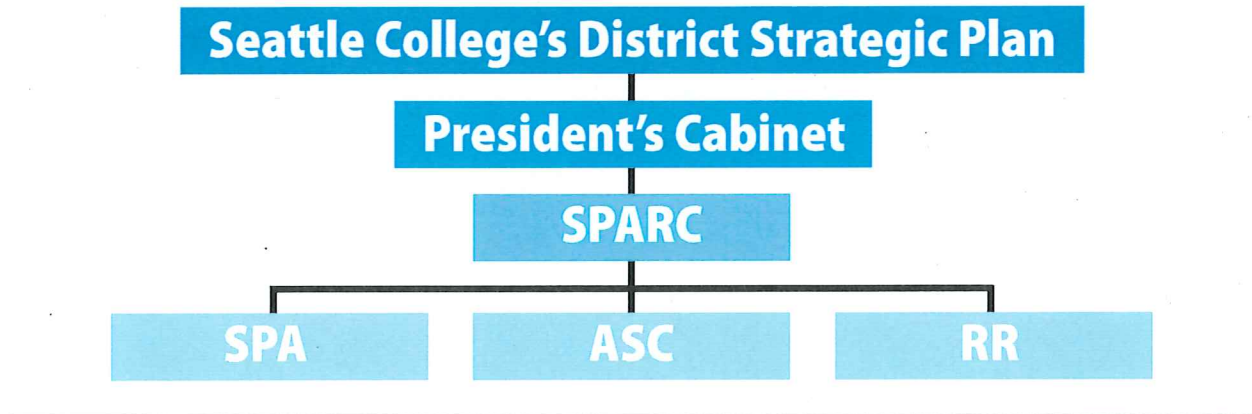 Seattle College’s District Strategic Plan
President’s Cabinet
SPARC
SPA
ASC
RR